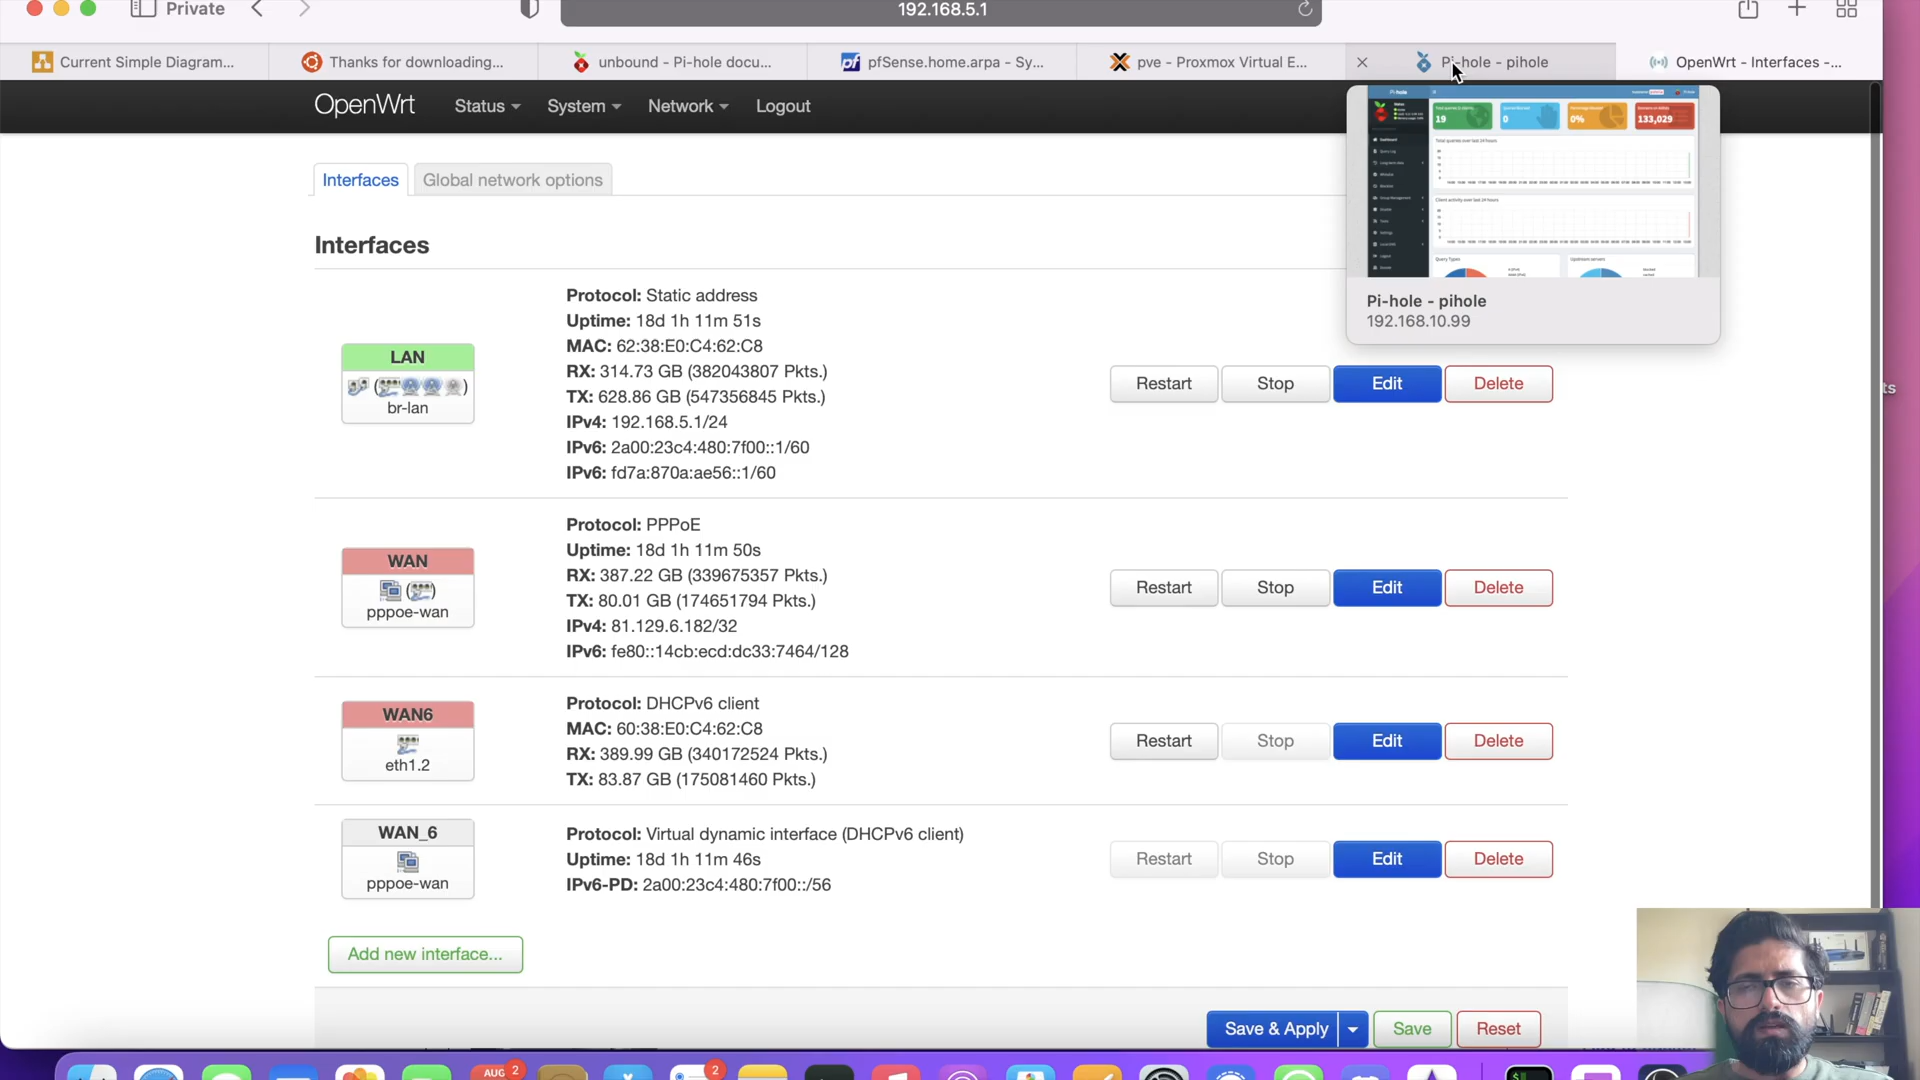 Private
192.168.5.1
Current Simple Diagram...
Thanks for downloading...
unbound - Pi-hole docu...
pfSense.home.arpa - Sy...
pve - Proxmox Virtual E...
Pi-hole - pihole
OpenWrt - Interfaces -...
OpenWrt
Status
System
Network
Logout
Interfaces
Global network options
19
0
0%
133,029
Pi-hole - pihole
192.168.10.99
Interfaces
LAN
br-lan
Protocol: Static address
Uptime: 18d 1h 11m 51s
MAC: 62:38:E0:C4:62:C8
RX: 314.73 GB (382043807 Pkts.)
TX: 628.86 GB (547356845 Pkts.)
IPv4: 192.168.5.1/24
IPv6: 2a00:23c4:480:7f00::1/60
IPv6: fd7a:870a:ae56::1/60
Restart
Stop
Edit
Delete
ts
WAN
pppoe-wan
Protocol: PPPoE
Uptime: 18d 1h 11m 50s
RX: 387.22 GB (339675357 Pkts.)
TX: 80.01 GB (174651794 Pkts.)
IPv4: 81.129.6.182/32
IPv6: fe80::14cb:ecd:dc33:7464/128
Restart
Stop
Edit
Delete
WAN6
eth1.2
Protocol: DHCPv6 client
MAC: 60:38:E0:C4:62:C8
RX: 389.99 GB (340172524 Pkts.)
TX: 83.87 GB (175081460 Pkts.)
Restart
Stop
Edit
Delete
WAN_6
pppoe-wan
Protocol: Virtual dynamic interface (DHCPv6 client)
Uptime: 18d 1h 11m 46s
IPv6-PD: 2a00:23c4:480:7f00::/56
Restart
Stop
Edit
Delete
Add new interface...
Save & Apply
Save
Reset
AUG 2
2